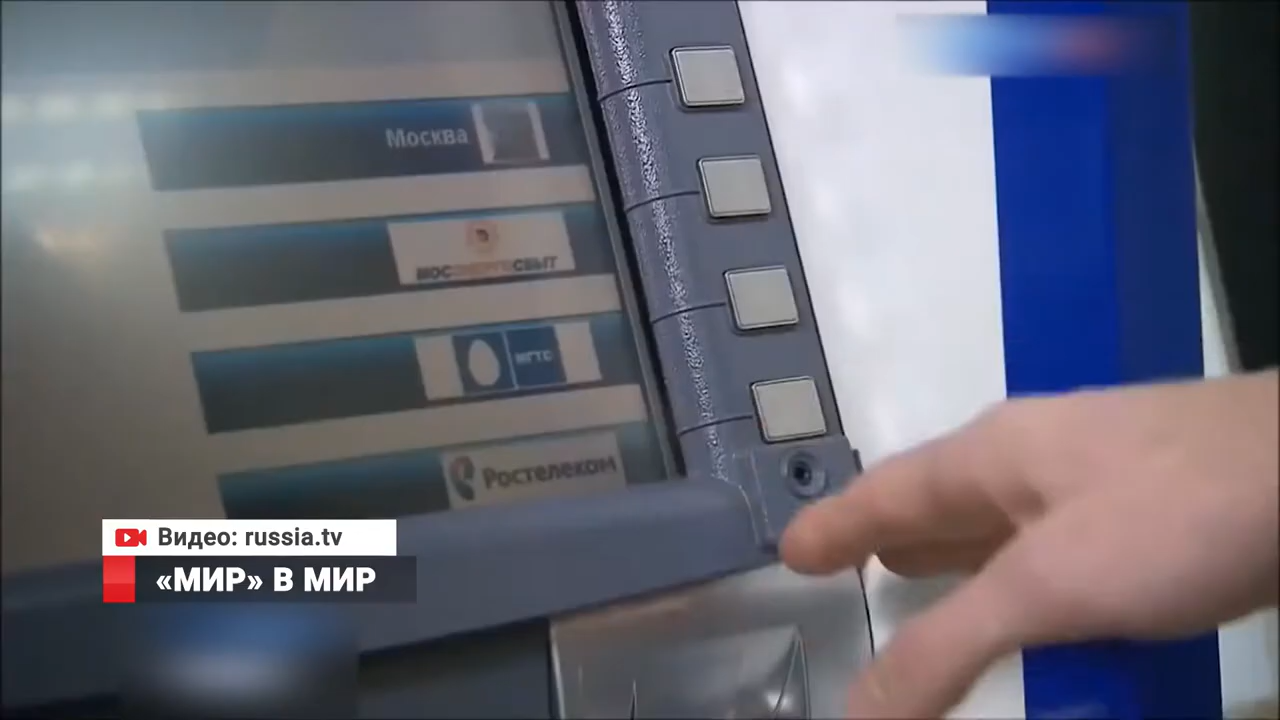 Москва
МОСЭНЕРГОСБЫТ
МГТС
Ростелеком
Видео: russia.tv
«МИР» В МИР